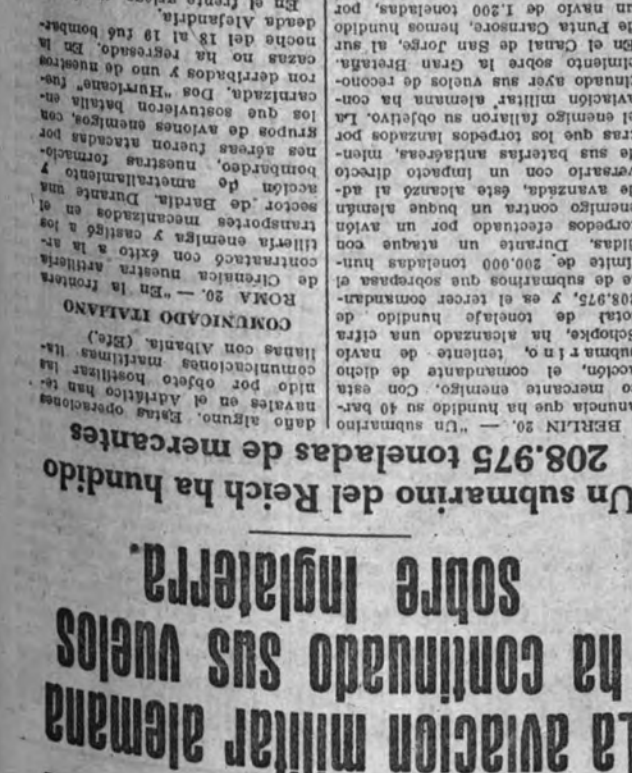 La aviación militar alemana
ha continuado sus vuelos
sobre Inglaterra.
Un submarino del Reich ha hundido
208.975 toneladas de mercantes
BERLIN 20. — "Un submarino
anuncia que ha hundido su 40 bar-
co mercante enemigo. Con esta
acción, el comandante de dicho
submarino, teniente de navío
Schopke, ha alcanzado una cifra
total de tonelaje hundido de
208.975, y es el tercer comandan-
te de submarinos que sobrepasa el
límite de 200.000 toneladas hun-
didas. Durante un ataque con
torpedos efectuado por un avión
enemigo contra un buque alemán
de avanzada, éste alcanzó al ad-
versario con un impacto directo
de sus baterías antiaéreas, mien-
tras que los torpedos lanzados por
el enemigo fallaron su objetivo. La
aviación militar alemana ha con-
tinuado ayer sus vuelos de recono-
cimiento sobre la Gran Bretaña.
En el Canal de San Jorge, al sur
de Punta Carnsore, hemos hundido
un navío de 1.200 toneladas, por
daño alguno. Estas operaciones
navales en el Adriático han te-
nido por objeto hostilizar las
comunicaciones marítimas ita-
lianas con Albania. (Efe.)
COMUNICADO ITALIANO
ROMA 20. — "En la frontera
de Cirenaica nuestra artillería
contraatacó con éxito a la ar-
tillería enemiga y castigó a los
transportes mecanizados en el
sector de Bardia. Durante una
acción de ametrallamiento y
bombardeo, nuestras formacio-
nes aéreas fueron atacadas por
grupos de aviones enemigos, con
los que sostuvieron batalla en-
carnizada. Dos "Hurricane" fue-
ron derribados y uno de nuestros
cazas no ha regresado. En la
noche del 18 al 19 fué bombar-
deada Alejandría.
En el frente